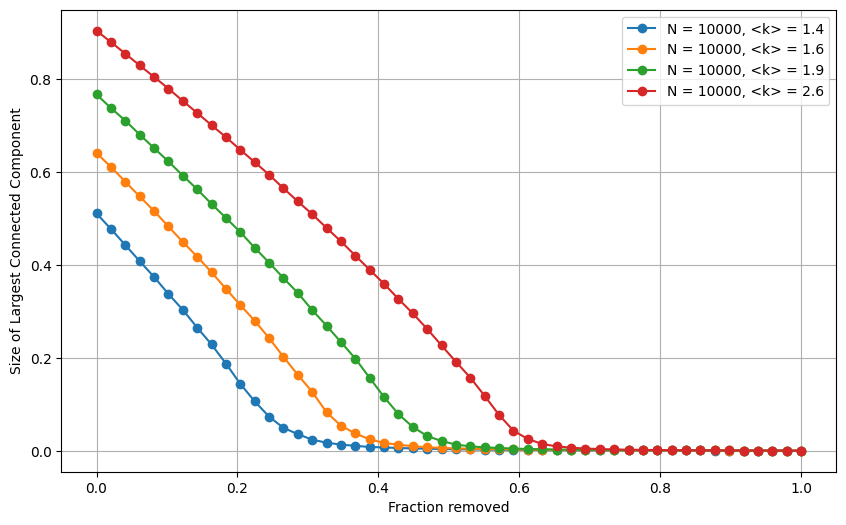 N = 10000, <k> = 1.4
N = 10000, <k> = 1.6
N = 10000, <k> = 1.9
N = 10000, <k> = 2.6
Size of Largest Connected Component
0.8
0.6
0.4
0.2
0.0
0.0 0.2 0.4 0.6 0.8 1.0
Fraction removed